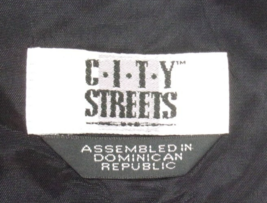 C·I·T·Y™
STREETS
ASSEMBLED IN
DOMINICAN
REPUBLIC